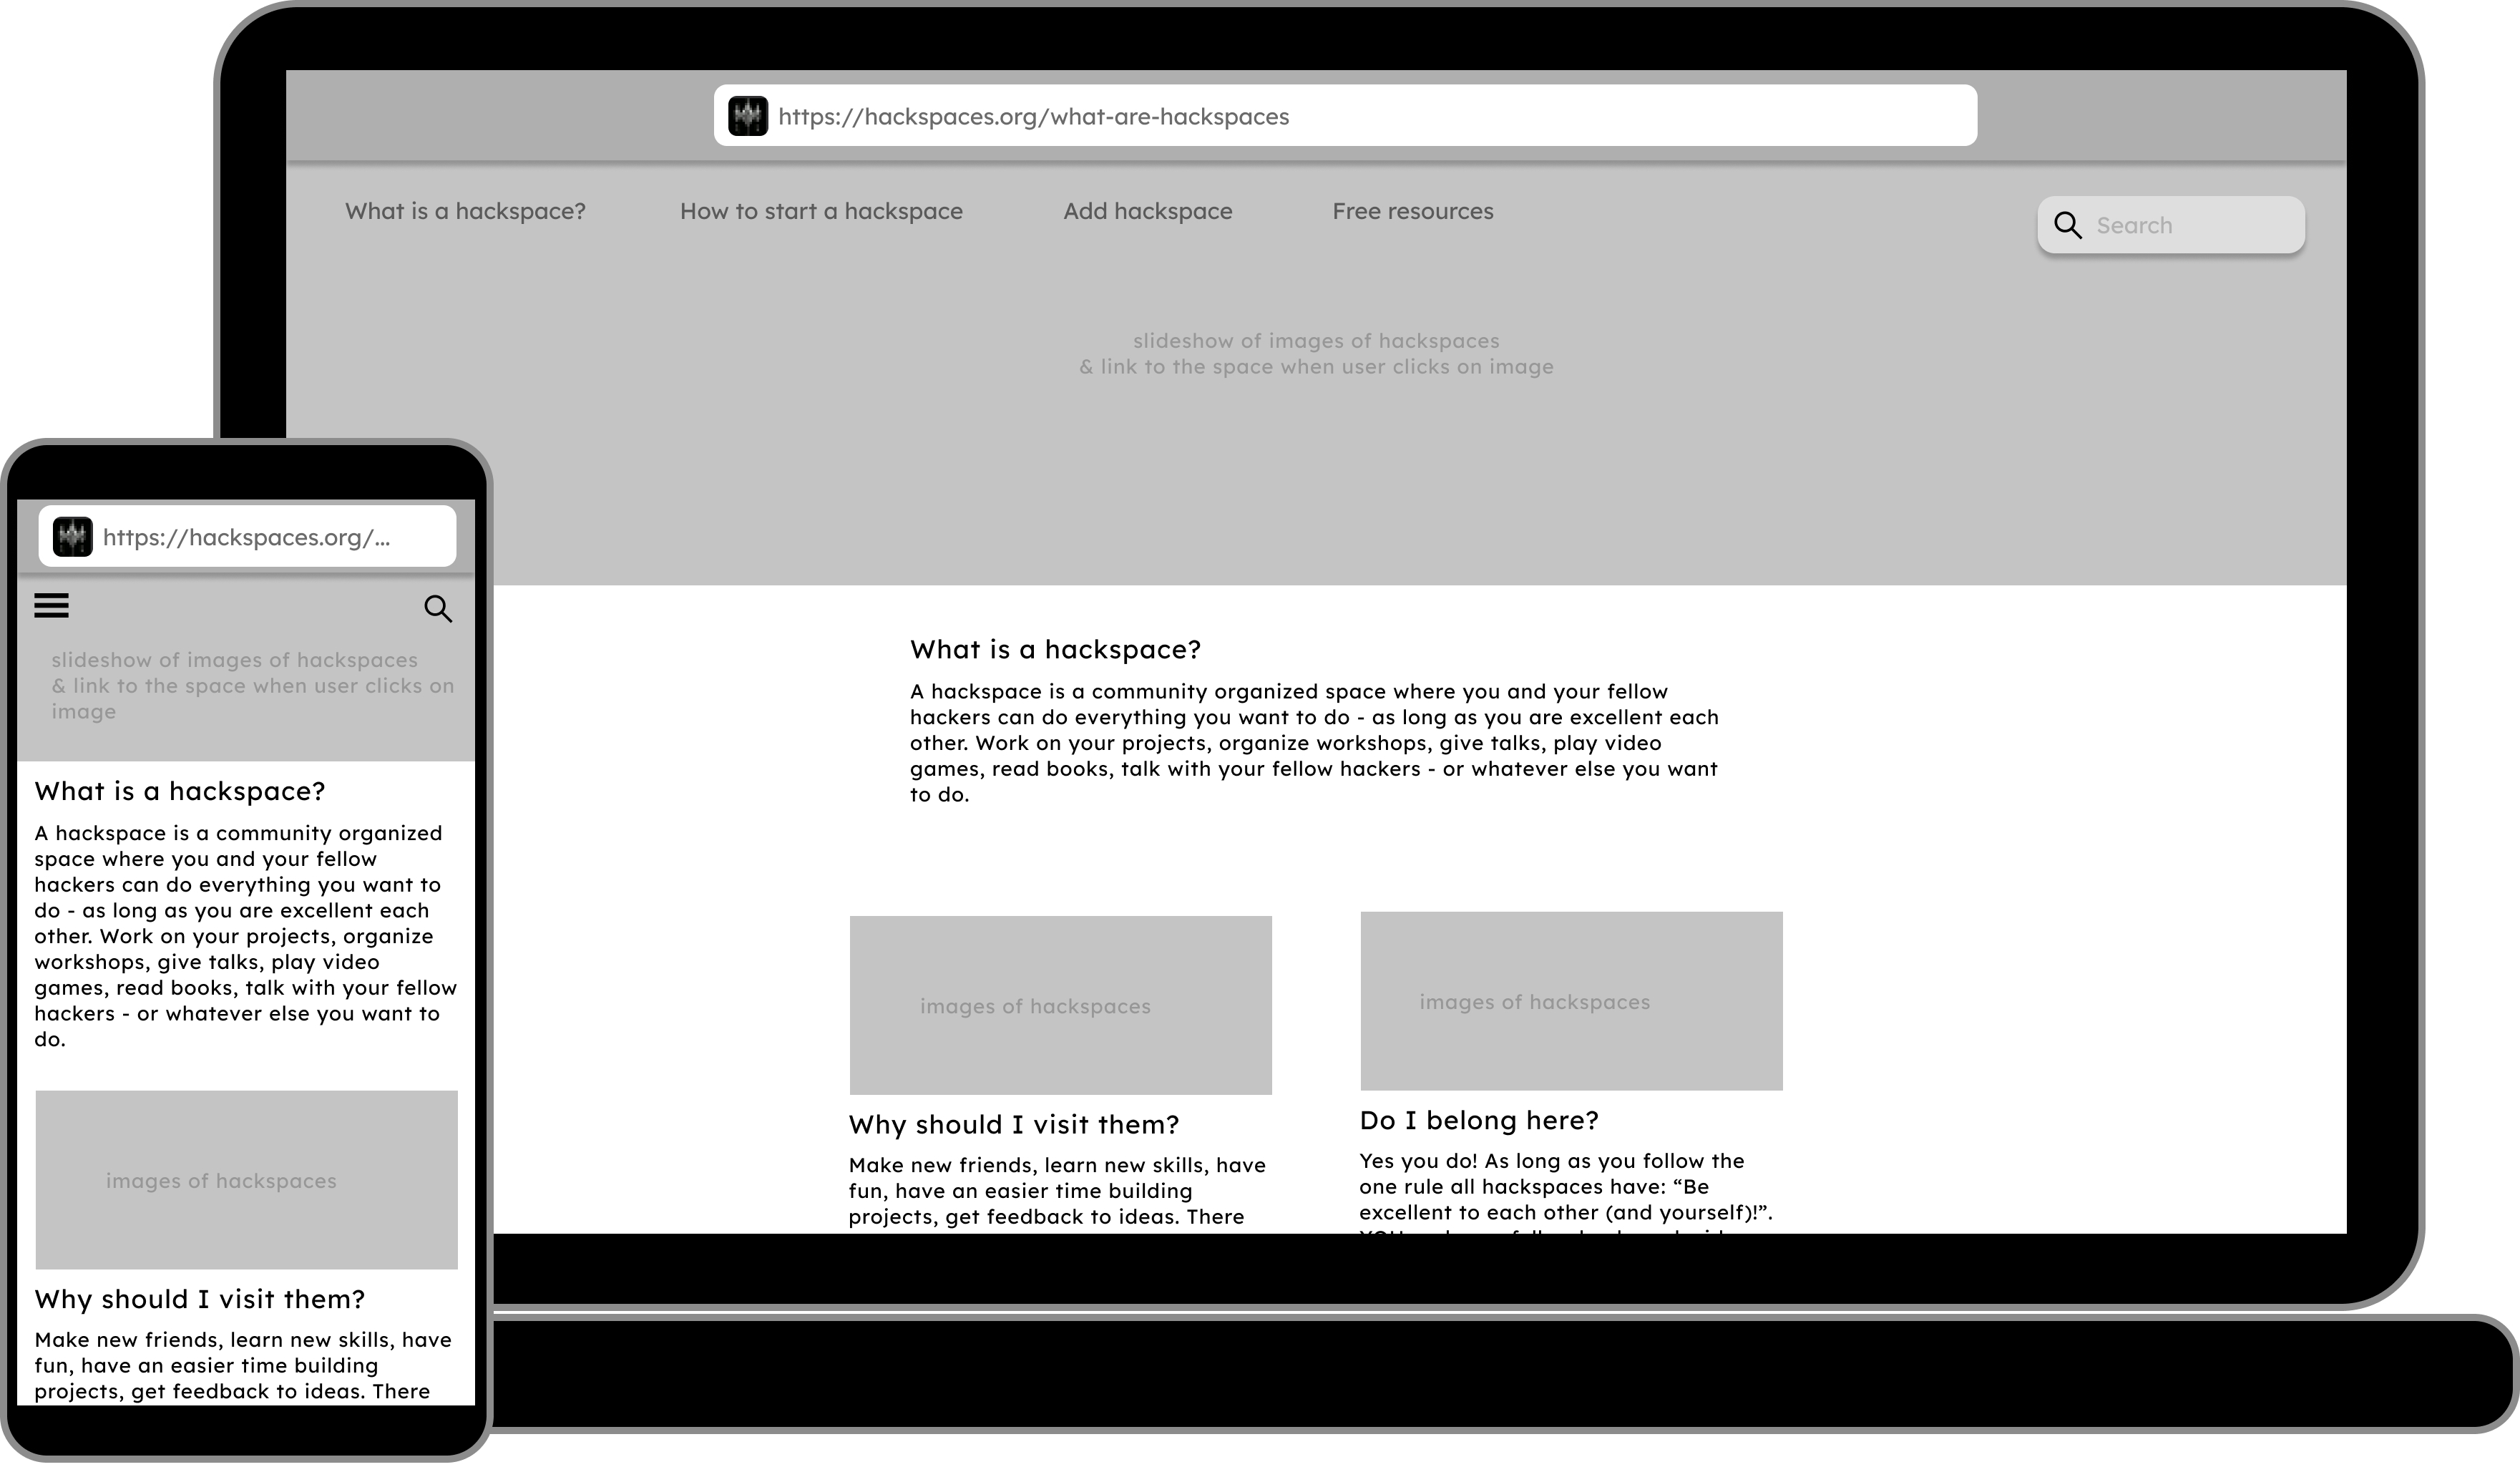 https://hackspaces.org/what-are-hackspaces
What is a hackspace?
How to start a hackspace
Add hackspace
Free resources
Search
slideshow of images of hackspaces
& link to the space when user clicks on image
What is a hackspace?
A hackspace is a community organized space where you and your fellow
hackers can do everything you want to do - as long as you are excellent each
other. Work on your projects, organize workshops, give talks, play video
games, read books, talk with your fellow hackers - or whatever else you want
to do.
images of hackspaces
Why should I visit them?
Make new friends, learn new skills, have
fun, have an easier time building
projects, get feedback to ideas. There
images of hackspaces
Do I belong here?
Yes you do! As long as you follow the
one rule all hackspaces have: “Be
excellent to each other (and yourself)!”.
https://hackspaces.org/...
slideshow of images of hackspaces
& link to the space when user clicks on
image
What is a hackspace?
A hackspace is a community organized
space where you and your fellow
hackers can do everything you want to
do - as long as you are excellent each
other. Work on your projects, organize
workshops, give talks, play video
games, read books, talk with your fellow
hackers - or whatever else you want to
do.
images of hackspaces
Why should I visit them?
Make new friends, learn new skills, have
fun, have an easier time building
projects, get feedback to ideas. There